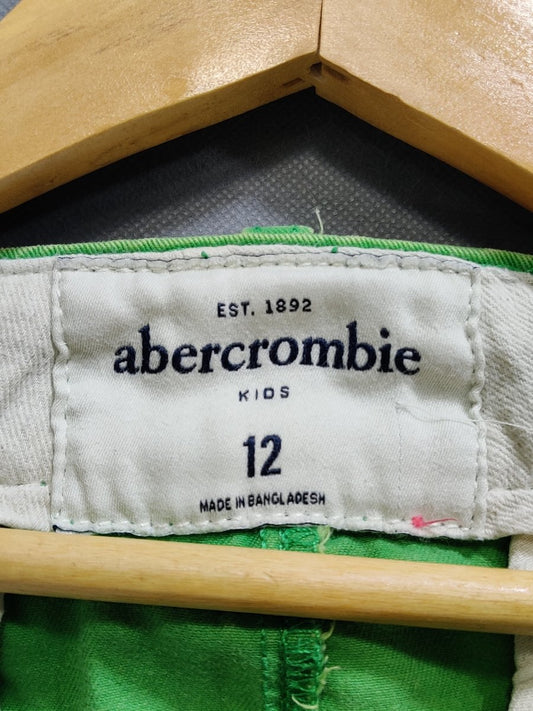 EST. 1892
abercrombie
KIDS
12
MADE IN BANGLADESH